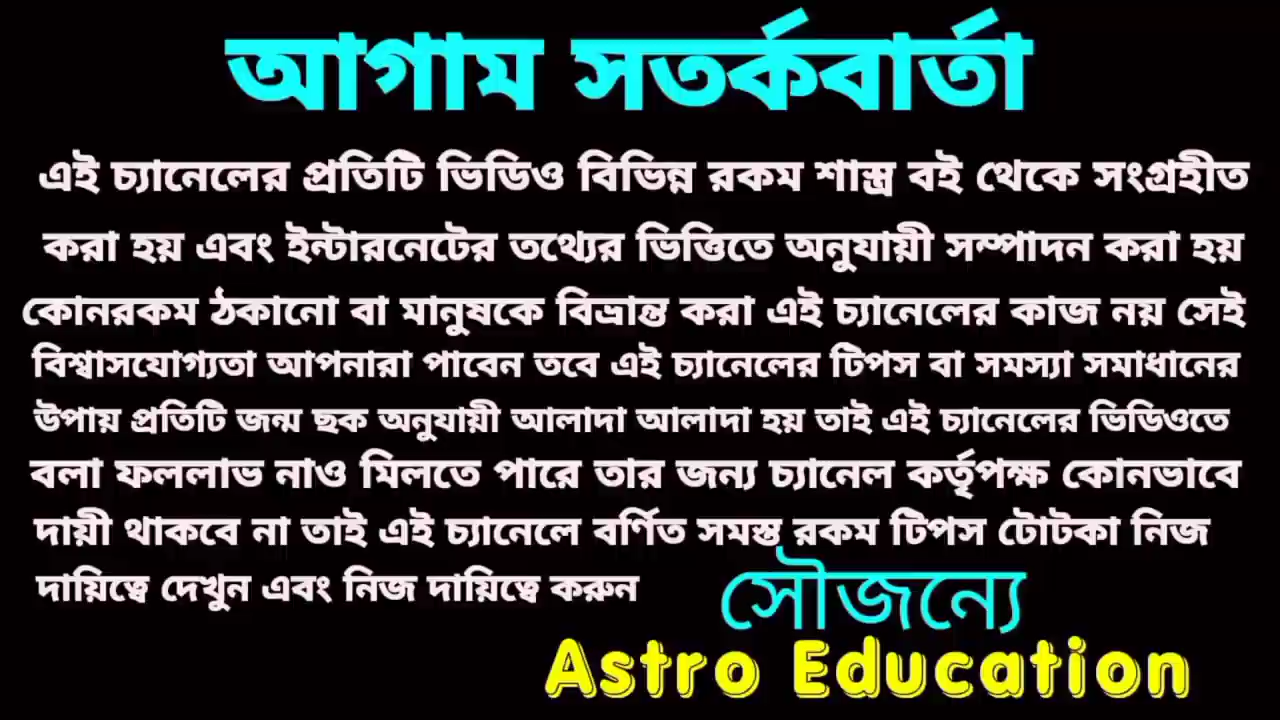 আগাম সতর্কবার্তা
এই চ্যানেলের প্রতিটি ভিডিও বিভিন্ন রকম শাস্ত্র বই থেকে সংগ্রহীত
করা হয় এবং ইন্টারনেটের তথ্যের ভিত্তিতে অনুযায়ী সম্পাদন করা হয়
কোনরকম ঠকানো বা মানুষকে বিভ্রান্ত করা এই চ্যানেলের কাজ নয় সেই
বিশ্বাসযোগ্যতা আপনারা পাবেন তবে এই চ্যানেলের টিপস বা সমস্যা সমাধানের
উপায় প্রতিটি জন্ম ছক অনুযায়ী আলাদা আলাদা হয় তাই এই চ্যানেলের ভিডিওতে
বলা ফললাভ নাও মিলতে পারে তার জন্য চ্যানেল কর্তৃপক্ষ কোনভাবে
দায়ী থাকবে না তাই এই চ্যানেলে বর্ণিত সমস্ত রকম টিপস টোটকা নিজ
দায়িত্বে দেখুন এবং নিজ দায়িত্বে করুন
সৌজন্যে
Astro Education